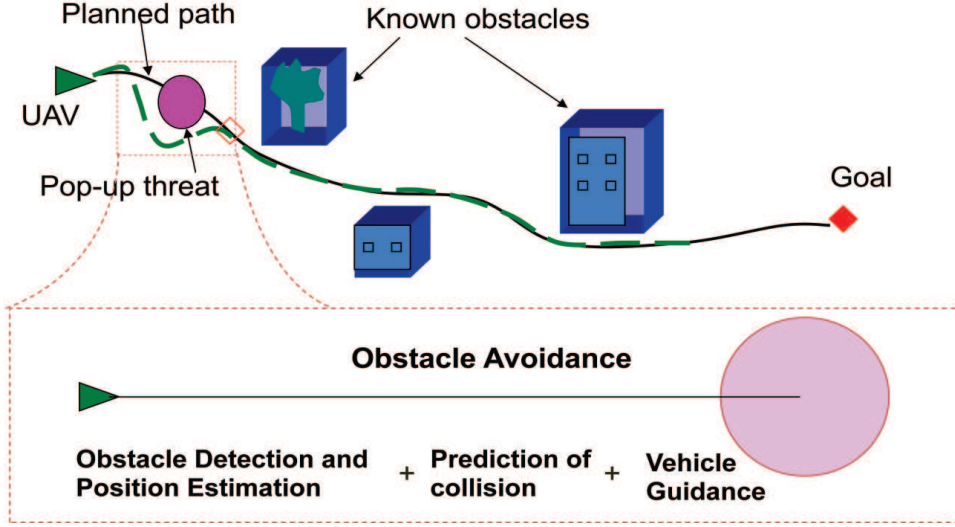 Planned path
Known obstacles
UAV
Pop-up threat
Goal
Obstacle Avoidance
Obstacle Detection and
Position Estimation
+
Prediction of
collision
+
Vehicle
Guidance